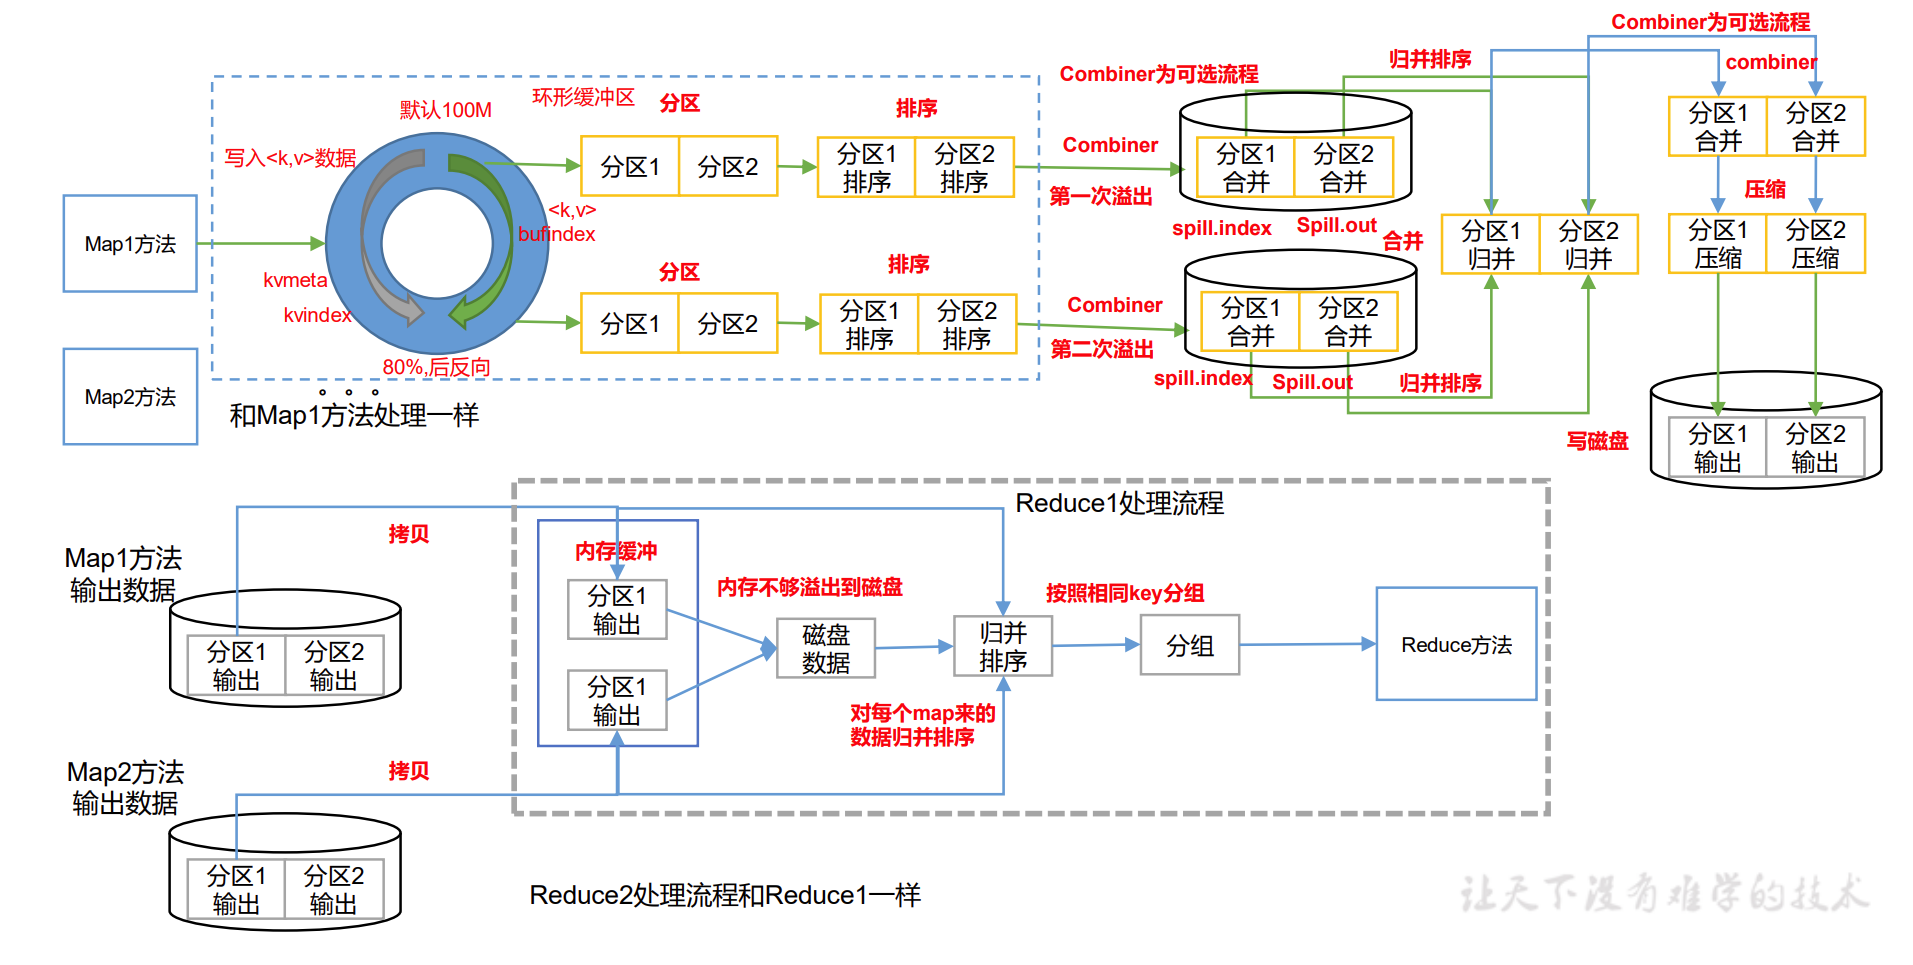 Combiner为可选流程
归并排序
combiner
Combiner为可选流程
默认100M
环形缓冲区
分区
排序
写入<k,v>数据
分区1
分区2
分区1
排序
分区2
排序
Combiner
第一次溢出
分区1
合并
分区2
合并
分区1
合并
分区2
合并
压缩
Map1方法
<k,v>
bufindex
kvmeta
kvindex
80%,后反向
spill.index
Spill.out
合并
分区1
归并
分区2
归并
分区1
压缩
分区2
压缩
分区
排序
分区1
分区2
分区1
排序
分区2
排序
Combiner
第二次溢出
分区1
合并
分区2
合并
spill.index
Spill.out
归并排序
Map2方法
。。。
和Map1方法处理一样
写磁盘
分区1
输出
分区2
输出
Reduce1处理流程
拷贝
Map1方法
输出数据
分区1
输出
分区2
输出
内存缓冲
分区1
输出
分区1
输出
内存不够溢出到磁盘
磁盘
数据
归并
排序
按照相同key分组
分组
Reduce方法
对每个map来的
数据归并排序
Map2方法
输出数据
拷贝
分区1
输出
分区2
输出
Reduce2处理流程和Reduce1一样
让天下没有难学的技术